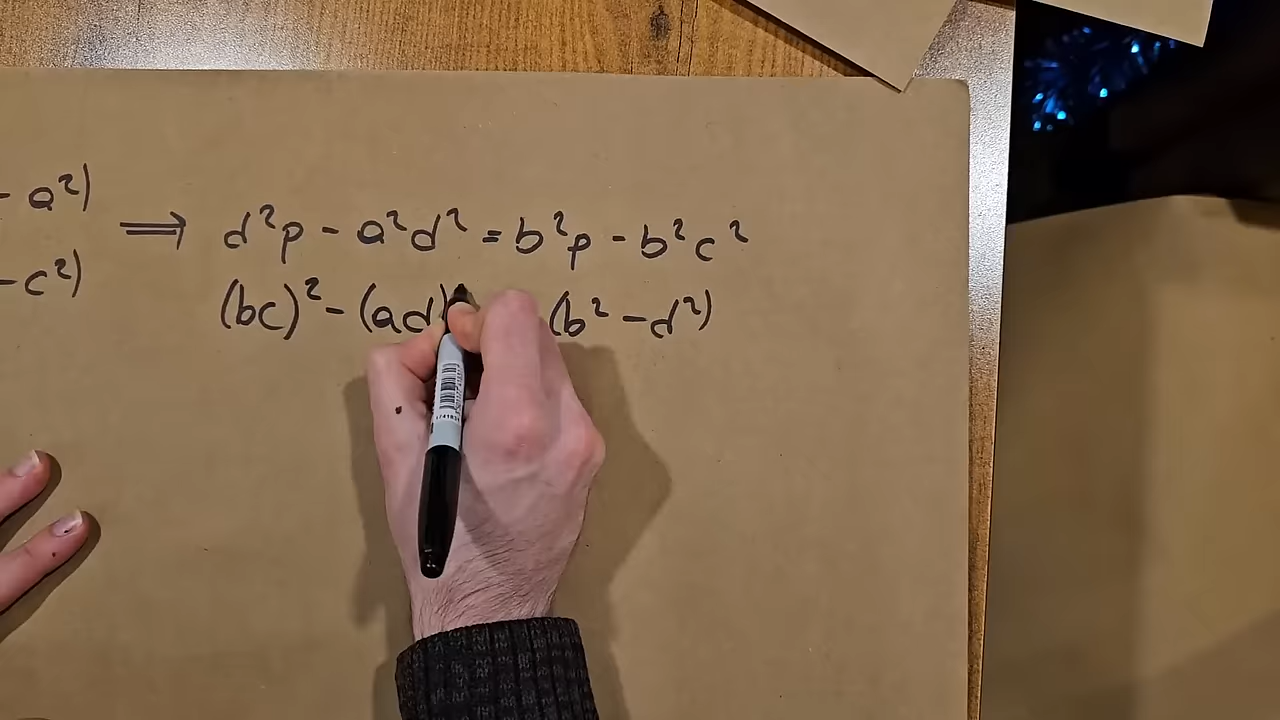 - a²)
- c²)
⟹ d²p - a²d² = b²p - b²c²
(bc)² - (ad) (b² - d²)